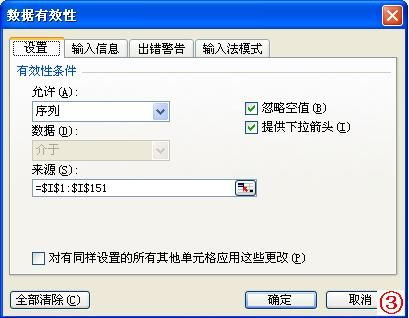 数据有效性
设置 输入信息 出错警告 输入法模式
有效性条件
允许(A):
序列
忽略空值(B)
数据(D):
提供下拉箭头(I)
介于
来源(S):
=$I$1:$I$151
对有同样设置的所有其他单元格应用这些更改(P)
全部清除(C) 确定 取消
③